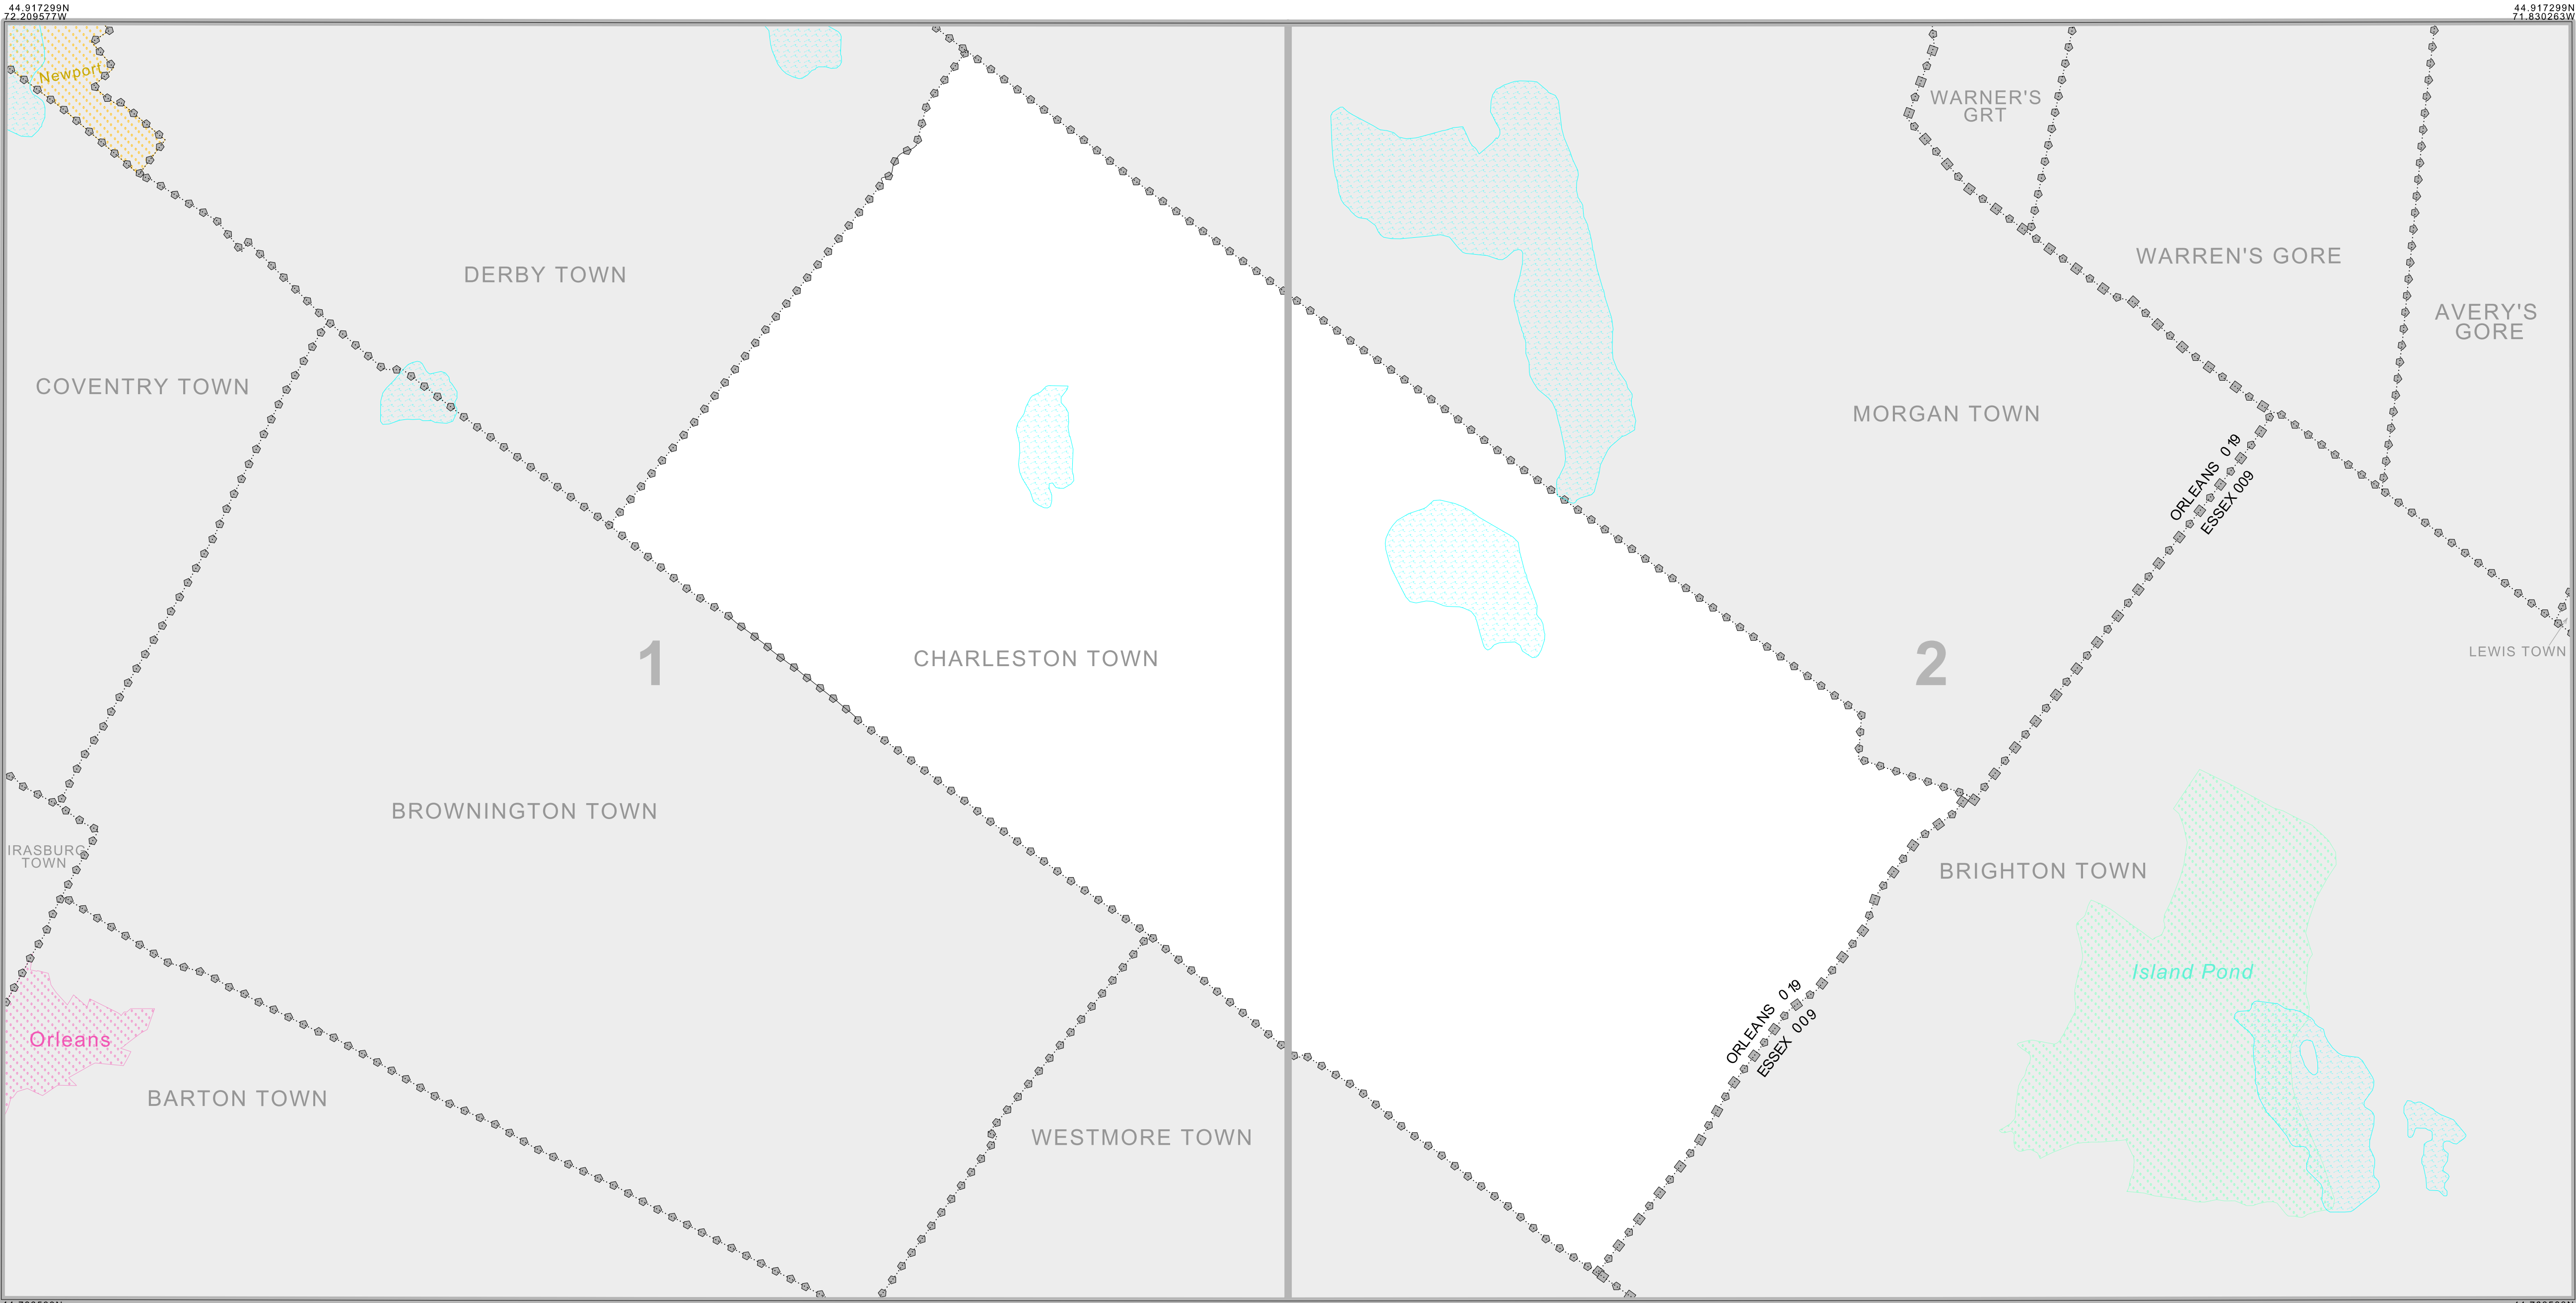 44.917299N
72.209577W
44.917299N
71.830263W
Newport
WARNER'S
GRT
DERBY TOWN
WARREN'S GORE
AVERY'S
GORE
COVENTRY TOWN
MORGAN TOWN
ORLEANS 019
ESSEX 009
1
CHARLESTON TOWN
2
LEWIS TOWN
BROWNINGTON TOWN
IRASBURG
TOWN
BRIGHTON TOWN
Island Pond
ORLEANS 019
ESSEX 009
Orleans
BARTON TOWN
WESTMORE TOWN